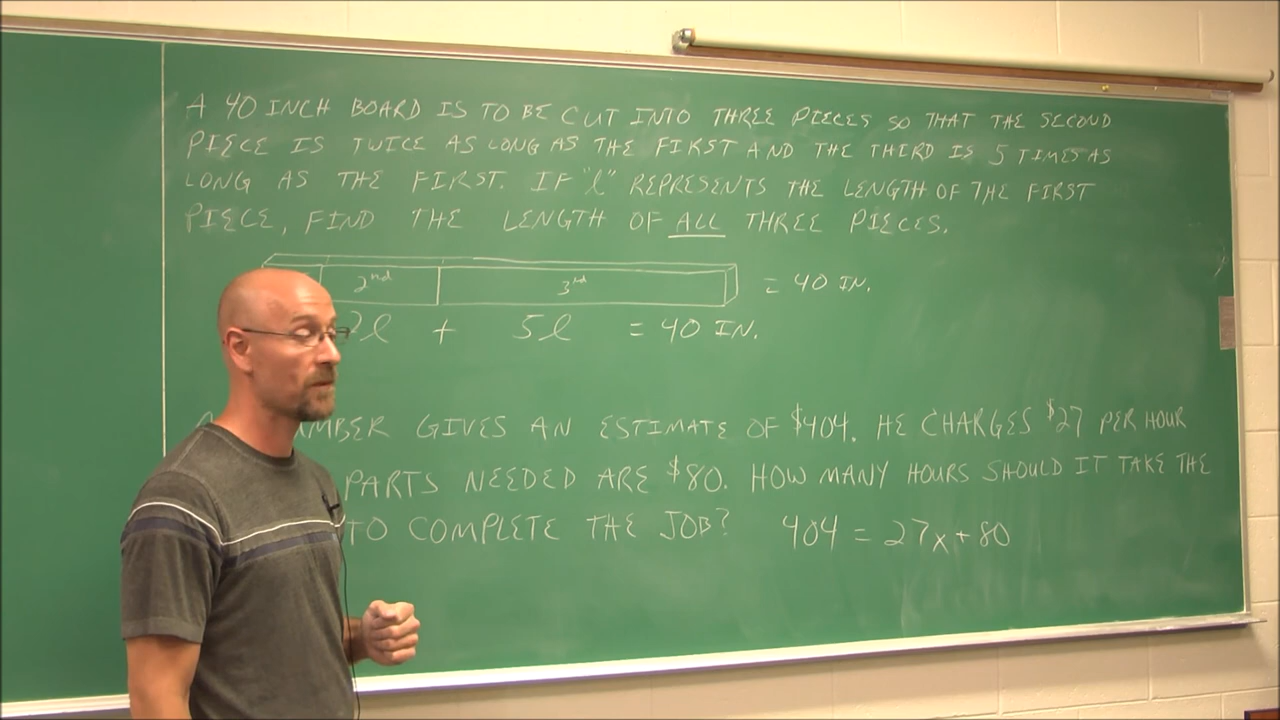 A 40 INCH BOARD IS TO BE CUT INTO THREE PIECES SO THAT THE SECOND
PIECE IS TWICE AS LONG AS THE FIRST AND THE THIRD IS 5 TIMES AS
LONG AS THE FIRST. IF "l" REPRESENTS THE LENGTH OF THE FIRST
PIECE, FIND THE LENGTH OF ALL THREE PIECES.
2nd 3rd = 40 IN.
2l + 5l = 40 IN.
GIVES AN ESTIMATE OF $404. HE CHARGES $27 PER HOUR
PARTS NEEDED ARE $80. HOW MANY HOURS SHOULD IT TAKE THE
TO COMPLETE THE JOB? 404 = 27x + 80